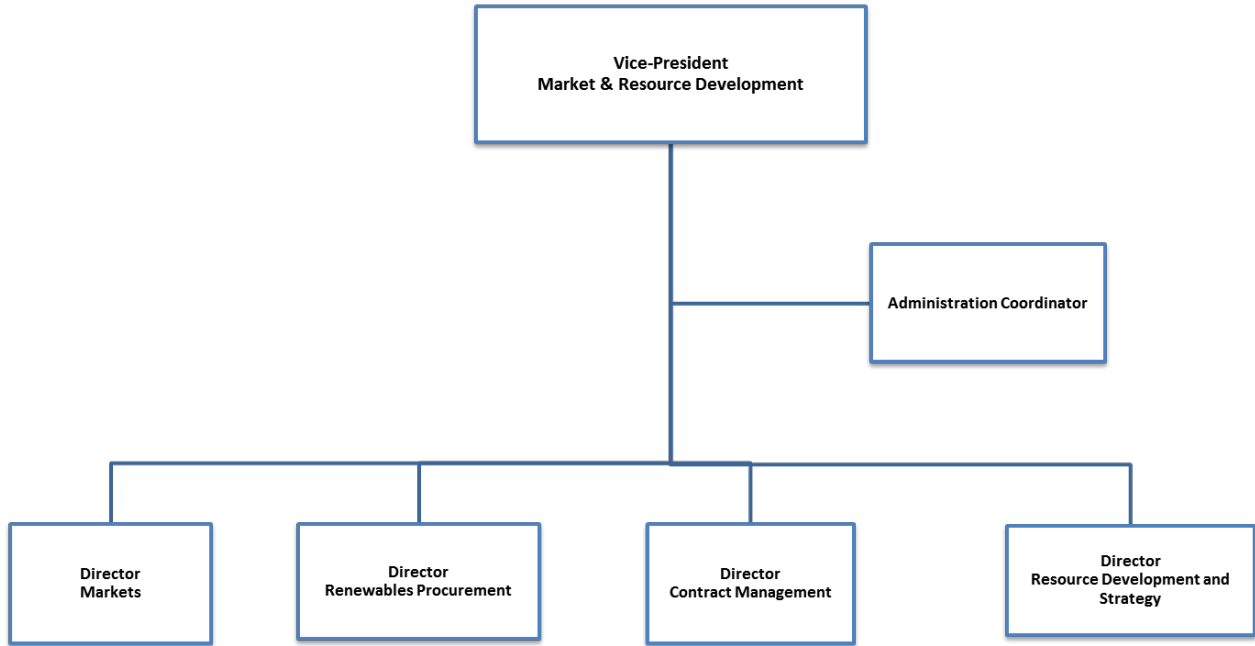 Vice-President
Market & Resource Development
Administration Coordinator
Director
Markets
Director
Renewables Procurement
Director
Contract Management
Director
Resource Development and
Strategy